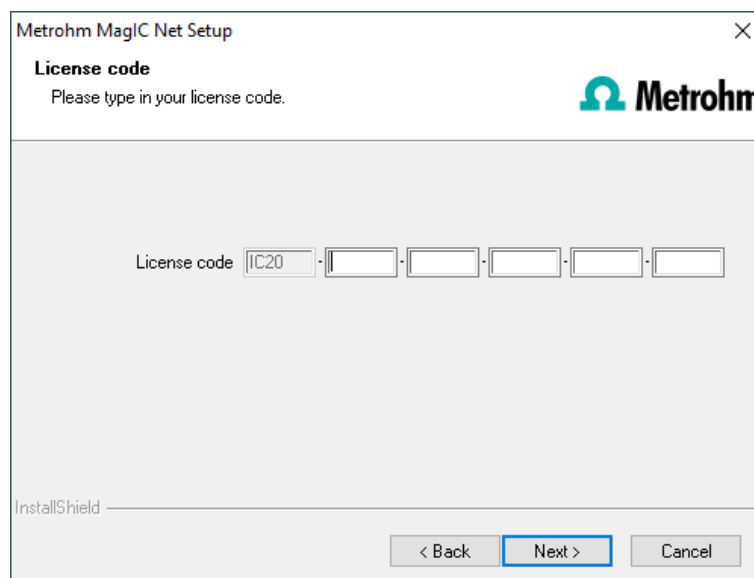 Metrohm MagIC Net Setup
License code
Please type in your license code.
Metrohm
License code IC20 - - - - -
InstallShield
< Back Next > Cancel